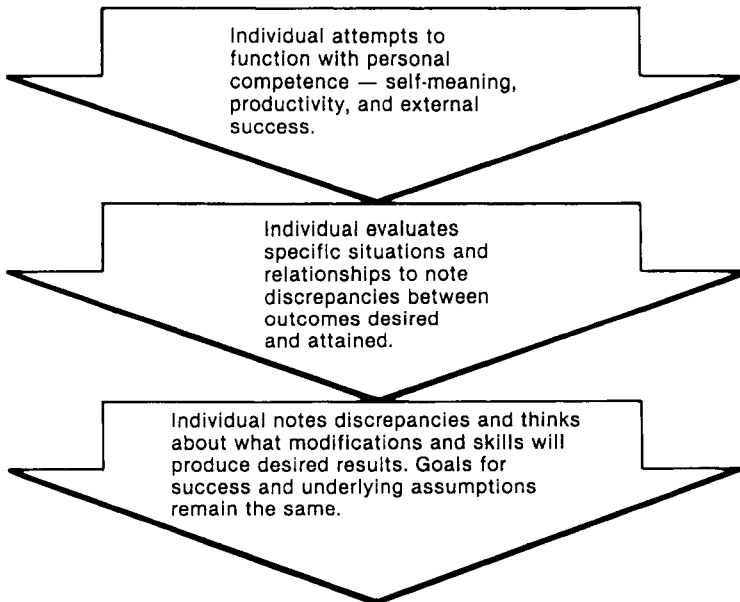 Individual attempts to
function with personal
competence — self-meaning,
productivity, and external
success.
Individual evaluates
specific situations and
relationships to note
discrepancies between
outcomes desired
and attained.
Individual notes discrepancies and thinks
about what modifications and skills will
produce desired results. Goals for
success and underlying assumptions
remain the same.